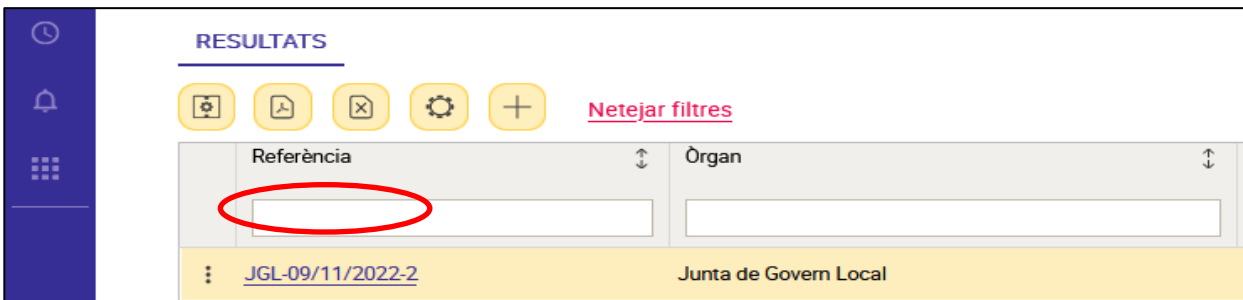 RESULTATS
Netejar filtres
Referència Òrgan
JGL-09/11/2022-2 Junta de Govern Local